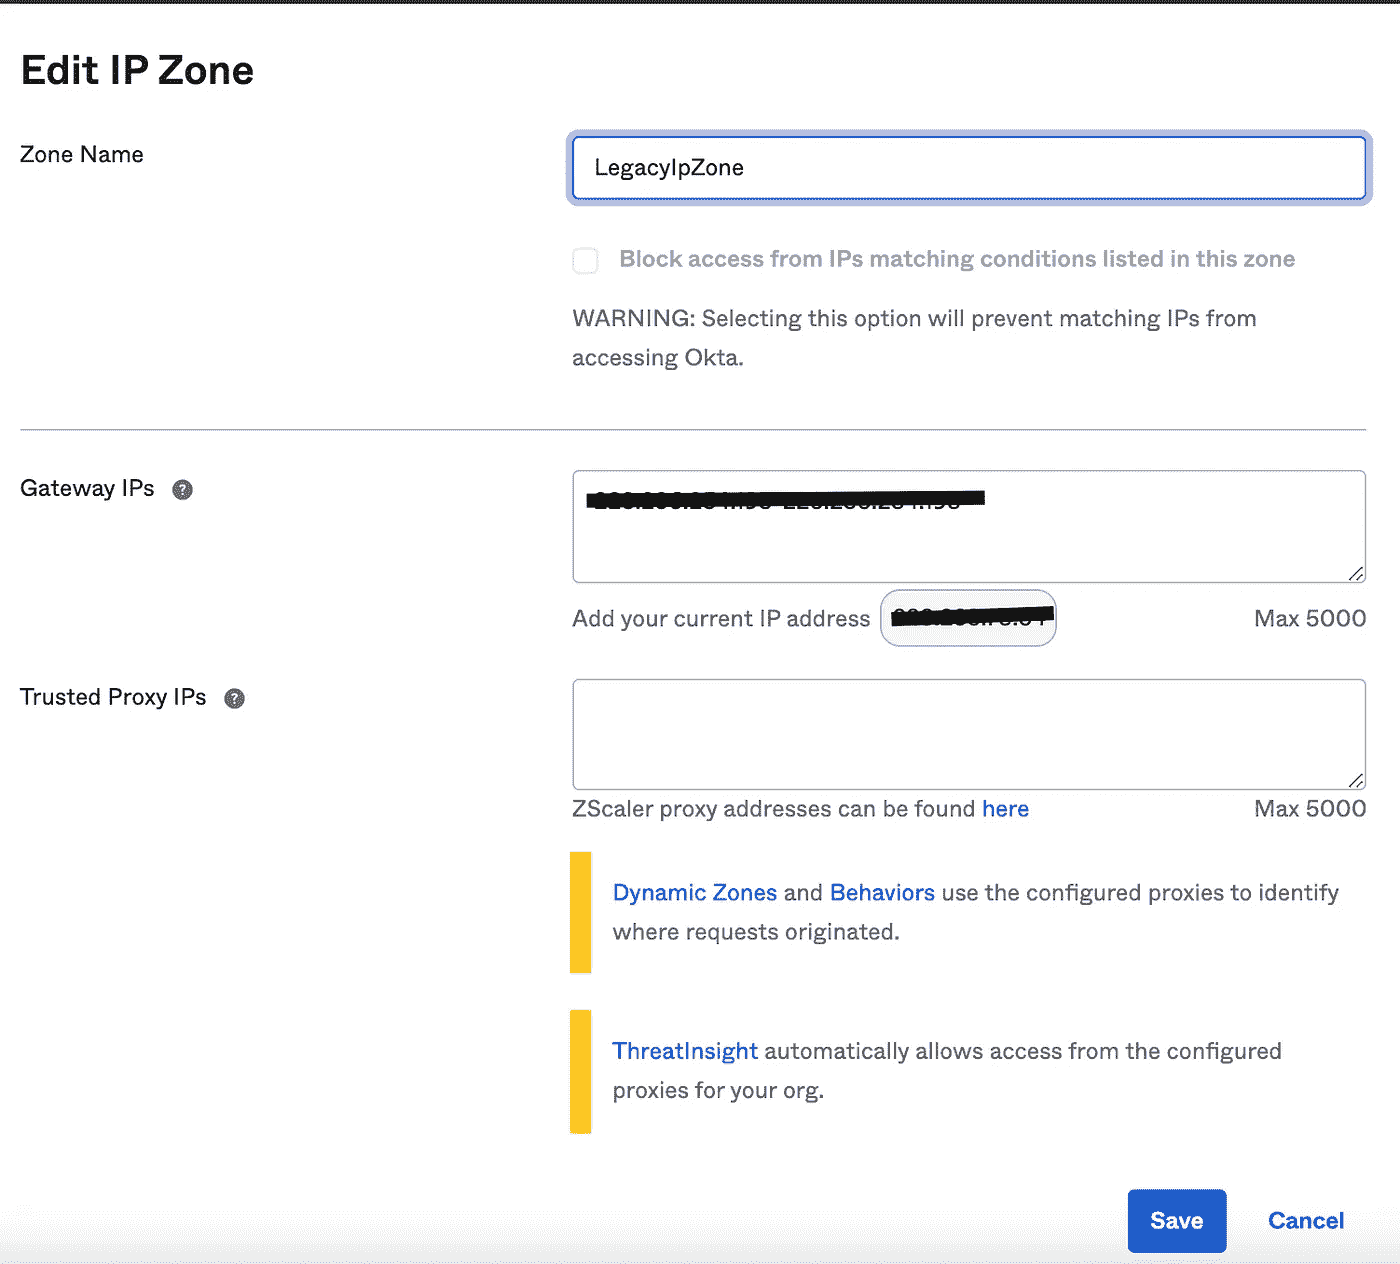 Edit IP Zone
Zone Name
LegacyIpZone
Block access from IPs matching conditions listed in this zone
WARNING: Selecting this option will prevent matching IPs from
accessing Okta.
Gateway IPs ?
Add your current IP address
Max 5000
Trusted Proxy IPs ?
ZScaler proxy addresses can be found here
Max 5000
Dynamic Zones and Behaviors use the configured proxies to identify
where requests originated.
ThreatInsight automatically allows access from the configured
proxies for your org.
Save
Cancel